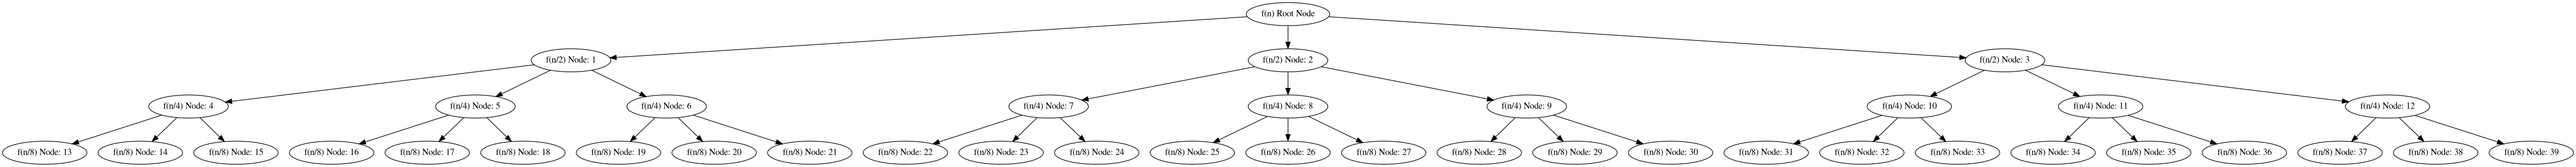 f(n) Root Node
f(n/2) Node: 1
f(n/2) Node: 2
f(n/2) Node: 3
f(n/4) Node: 4
f(n/4) Node: 5
f(n/4) Node: 6
f(n/4) Node: 7
f(n/4) Node: 8
f(n/4) Node: 9
f(n/4) Node: 10
f(n/4) Node: 11
f(n/4) Node: 12
f(n/8) Node: 13
f(n/8) Node: 14
f(n/8) Node: 15
f(n/8) Node: 16
f(n/8) Node: 17
f(n/8) Node: 18
f(n/8) Node: 19
f(n/8) Node: 20
f(n/8) Node: 21
f(n/8) Node: 22
f(n/8) Node: 23
f(n/8) Node: 24
f(n/8) Node: 25
f(n/8) Node: 26
f(n/8) Node: 27
f(n/8) Node: 28
f(n/8) Node: 29
f(n/8) Node: 30
f(n/8) Node: 31
f(n/8) Node: 32
f(n/8) Node: 33
f(n/8) Node: 34
f(n/8) Node: 35
f(n/8) Node: 36
f(n/8) Node: 37
f(n/8) Node: 38
f(n/8) Node: 39